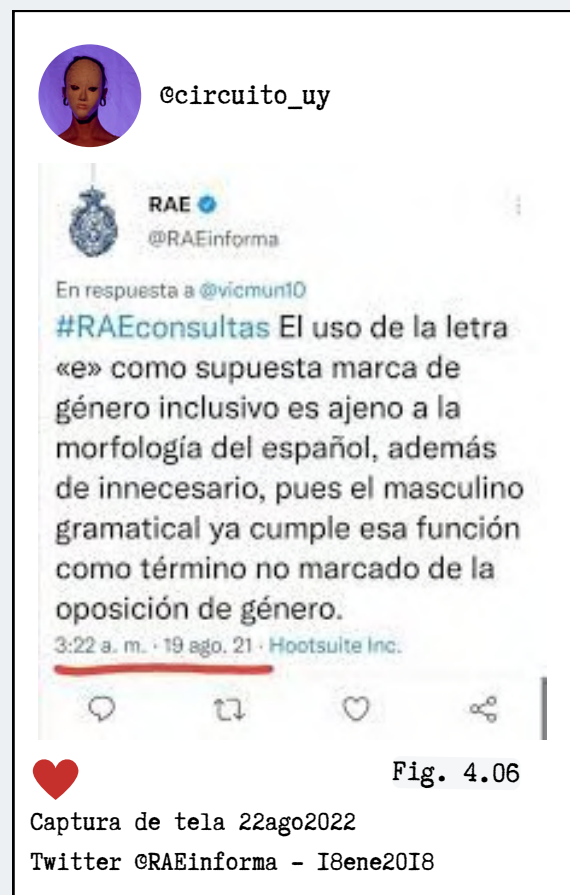 @circuito_uy
RAE
@RAEinforma
En respuesta a @vicmun10
#RAEconsultas El uso de la letra
«e» como supuesta marca de
género inclusivo es ajeno a la
morfología del español, además
de innecesario, pues el masculino
gramatical ya cumple esa función
como término no marcado de la
oposición de género.
3:22 a. m. · 19 ago. 21 · Hootsuite Inc.
Fig. 4.06
Captura de tela 22ago2022
Twitter @RAEinforma - I8ene20I8